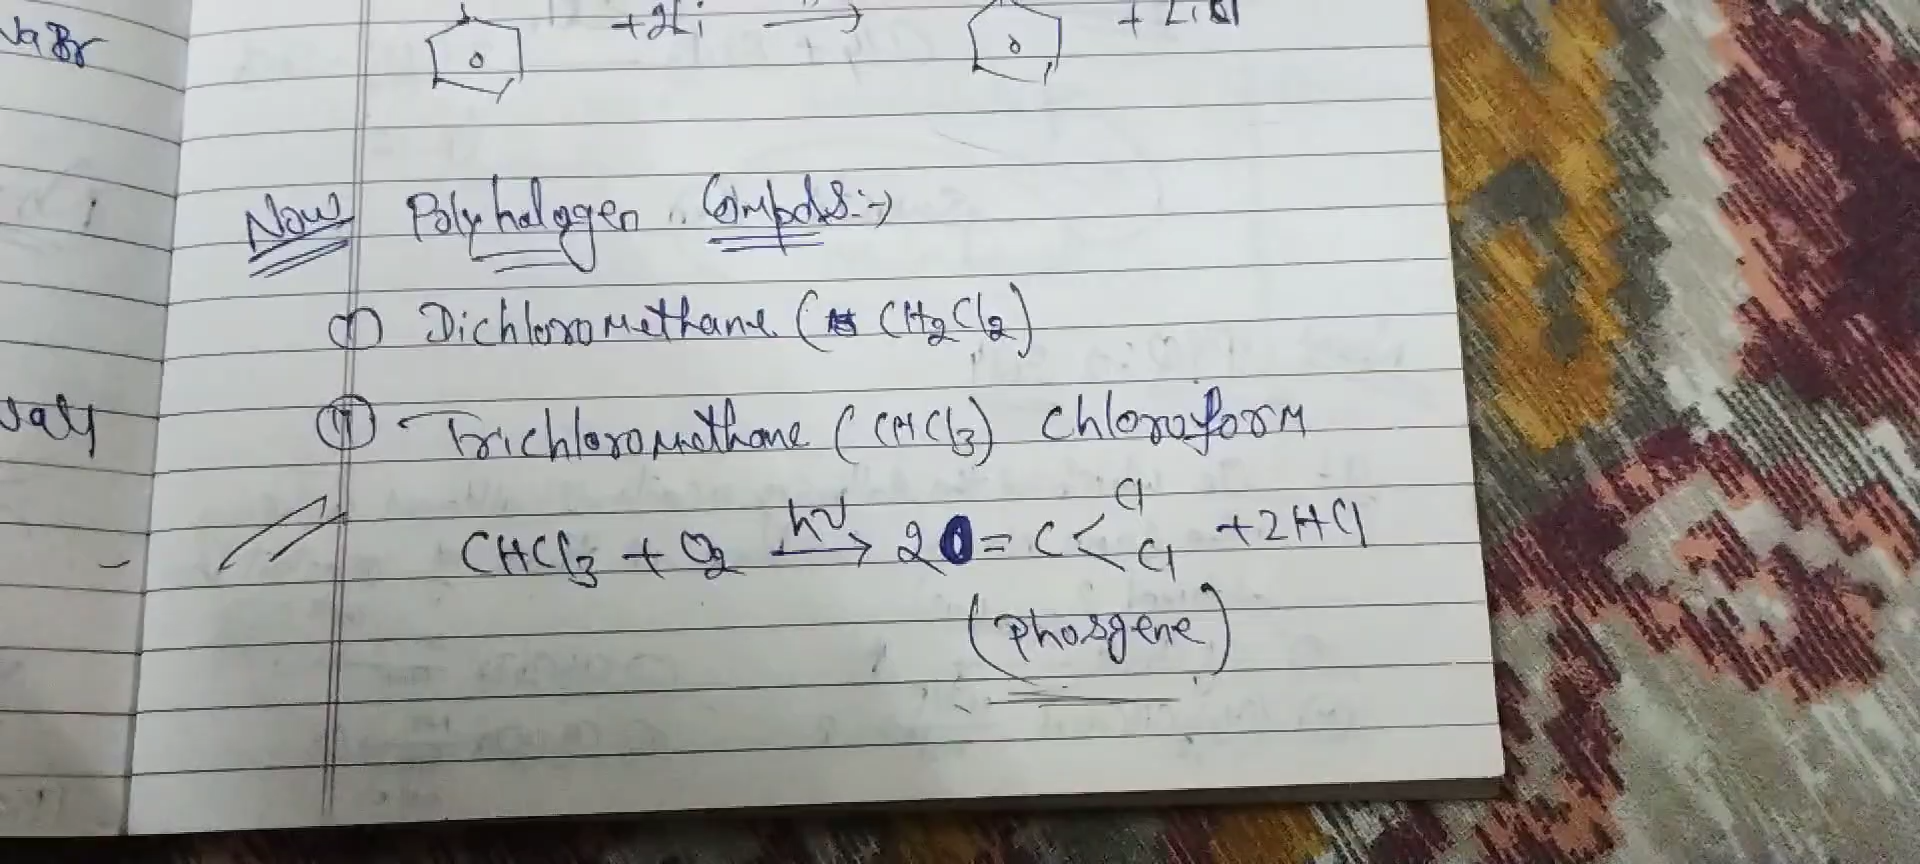 NaBr
+2Li → + LiCl
Now Polyhalogen Compds:→
(I) Dichloromethane (CH₂Cl₂)
(II) Trichloromethane (CHCl₃) Chloroform
CHCl₃ + O₂ —hν→ 2O=C<Cl Cl +2HCl
(Phosgene)